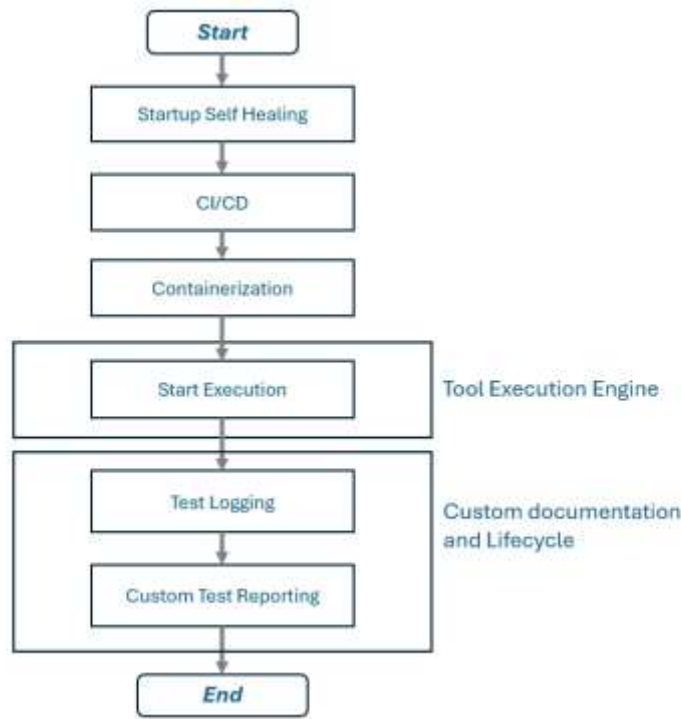 Start
Startup Self Healing
CI/CD
Containerization
Start Execution
Tool Execution Engine
Test Logging
Custom documentation
and Lifecycle
Custom Test Reporting
End